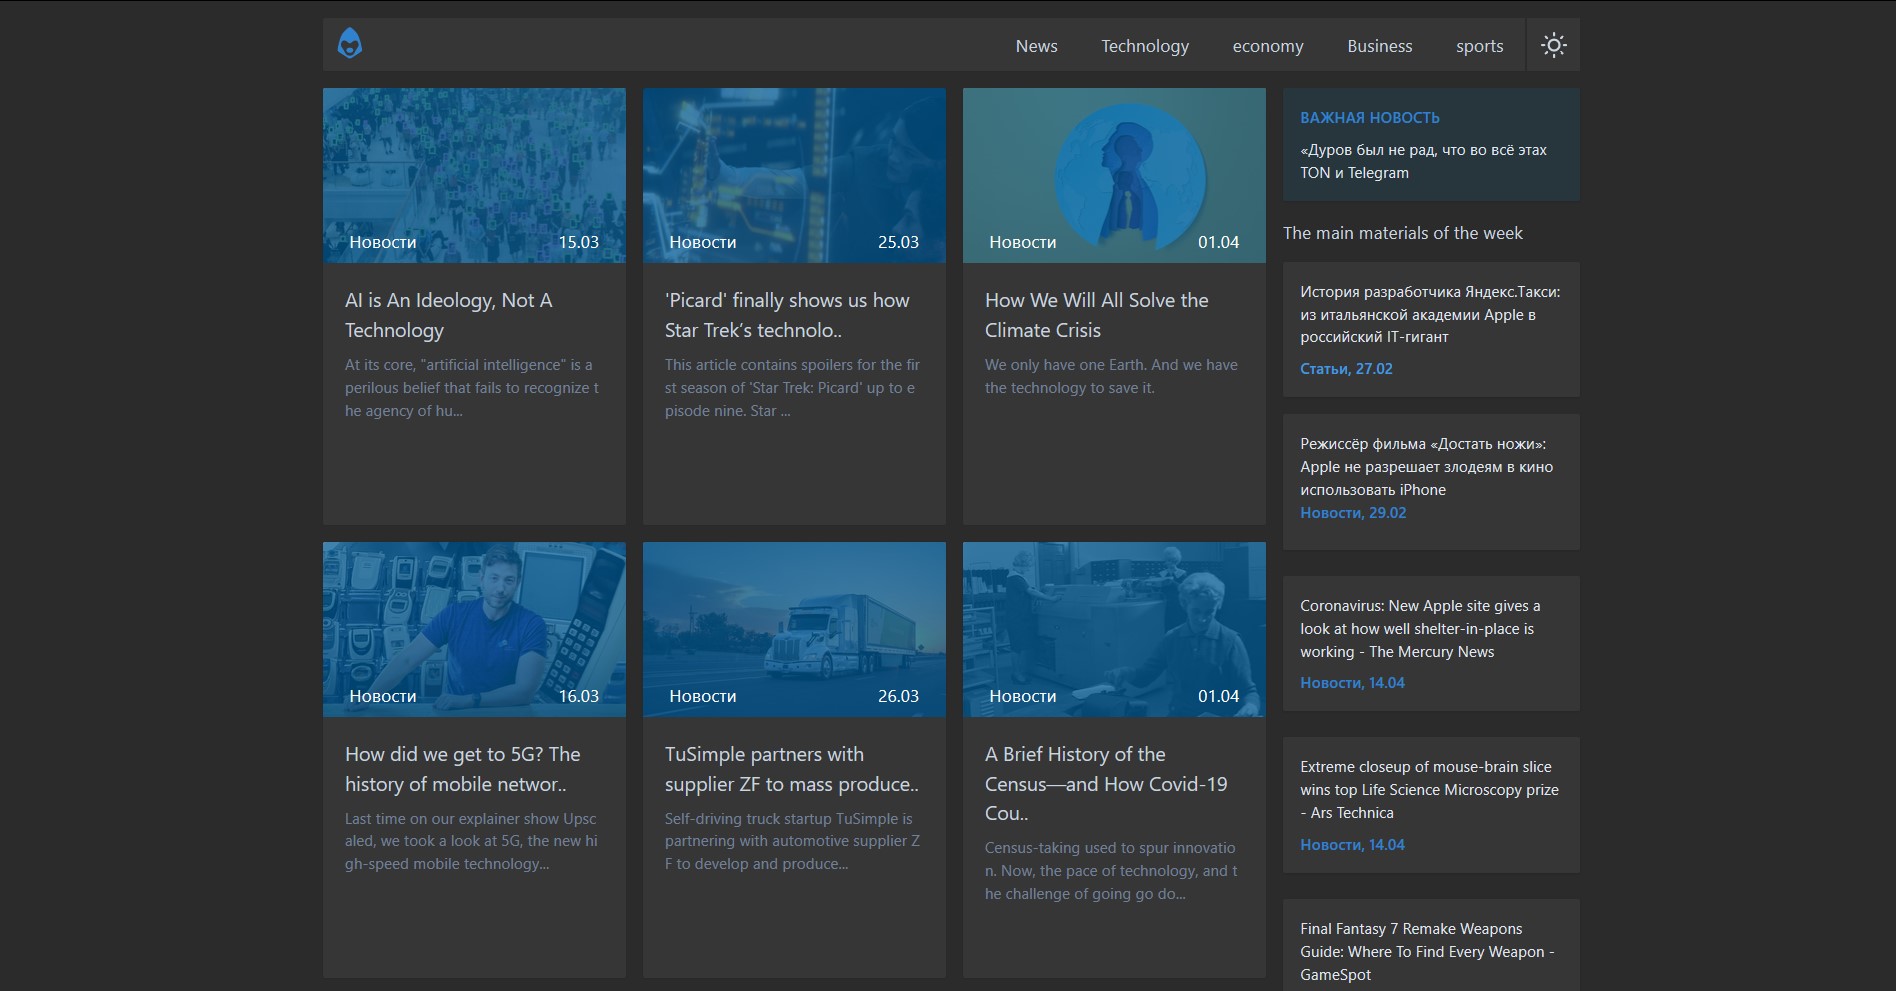 News Technology economy Business sports
Новости 15.03
AI is An Ideology, Not A
Technology
At its core, "artificial intelligence" is a
perilous belief that fails to recognize t
he agency of hu...
Новости 25.03
'Picard' finally shows us how
Star Trek’s technolo..
This article contains spoilers for the fir
st season of 'Star Trek: Picard' up to e
pisode nine. Star ...
Новости 01.04
How We Will All Solve the
Climate Crisis
We only have one Earth. And we have
the technology to save it.
Новости 16.03
How did we get to 5G? The
history of mobile networ..
Last time on our explainer show Upsc
aled, we took a look at 5G, the new hi
gh-speed mobile technology...
Новости 26.03
TuSimple partners with
supplier ZF to mass produce..
Self-driving truck startup TuSimple is
partnering with automotive supplier Z
F to develop and produce...
Новости 01.04
A Brief History of the
Census—and How Covid-19
Cou..
Census-taking used to spur innovatio
n. Now, the pace of technology, and t
he challenge of going go do...
ВАЖНАЯ НОВОСТЬ
«Дуров был не рад, что во всё этах
TON и Telegram
The main materials of the week
История разработчика Яндекс.Такси:
из итальянской академии Apple в
российский IT-гигант
Статьи, 27.02
Режиссёр фильма «Достать ножи»:
Apple не разрешает злодеям в кино
использовать iPhone
Новости, 29.02
Coronavirus: New Apple site gives a
look at how well shelter-in-place is
working - The Mercury News
Новости, 14.04
Extreme closeup of mouse-brain slice
wins top Life Science Microscopy prize
- Ars Technica
Новости, 14.04
Final Fantasy 7 Remake Weapons
Guide: Where To Find Every Weapon -
GameSpot